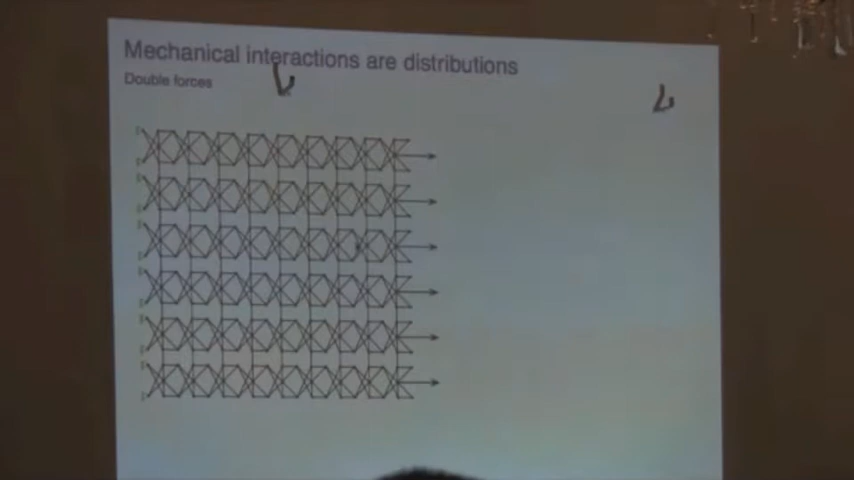 Mechanical interactions are distributions
Double forces